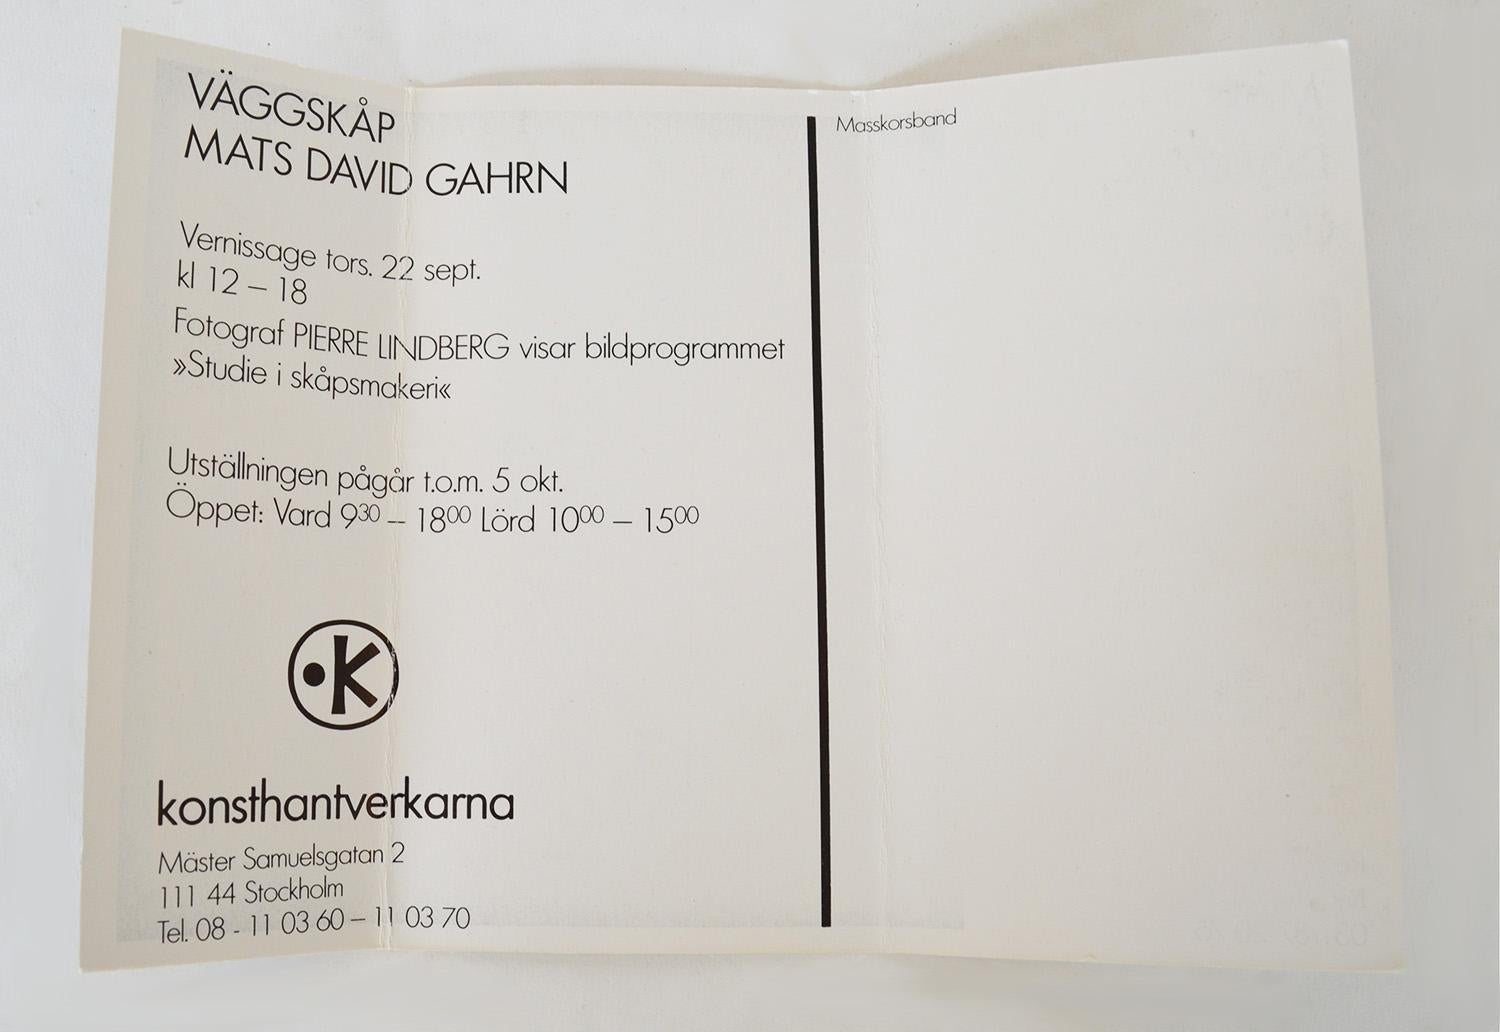 VÄGGSKÅP
MATS DAVID GAHRN
Vernissage tors. 22 sept.
kl 12 – 18
Fotograf PIERRE LINDBERG visar bildprogrammet
»Studie i skåpsmakeri«
Utställningen pågår t.o.m. 5 okt.
Öppet: Vard 9³⁰ – 18⁰⁰ Lörd 10⁰⁰ – 15⁰⁰
K
konsthantverkarna
Mäster Samuelsgatan 2
111 44 Stockholm
Tel. 08 - 11 03 60 – 11 03 70
Masskorsband